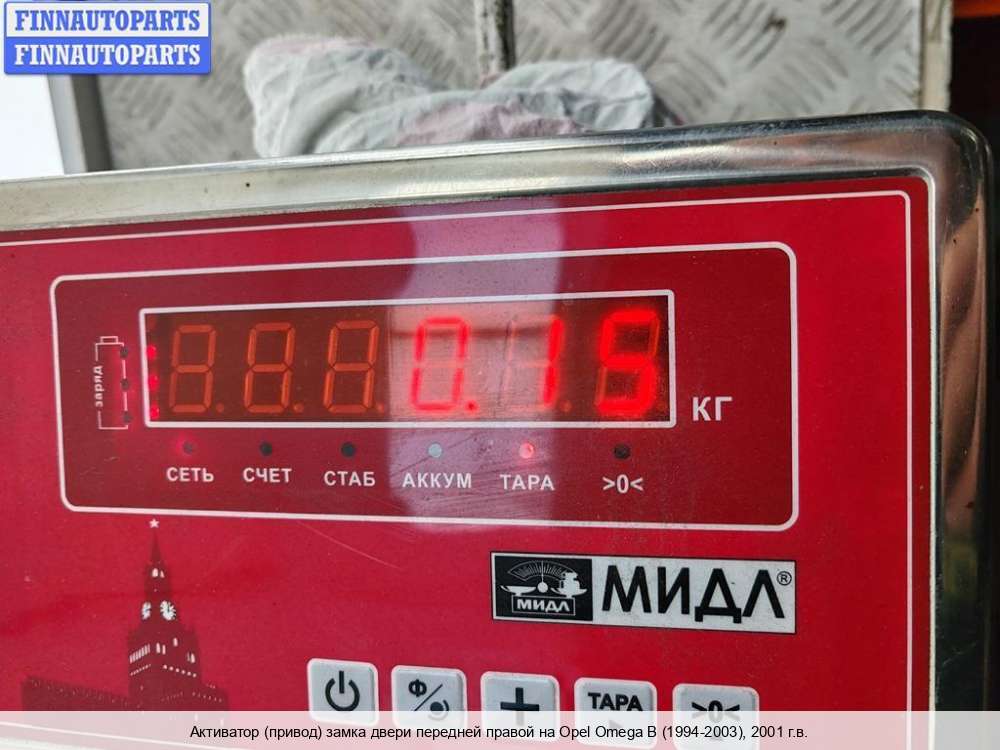 FINNAUTOPARTS
FINNAUTOPARTS
заряд
0.15
КГ
СЕТЬ СЧЕТ СТАБ АККУМ ТАРА >0<
МИДЛ МИДЛ®
Ф
+ ТАРА >0<
Активатор (привод) замка двери передней правой на Opel Omega B (1994-2003), 2001 г.в.